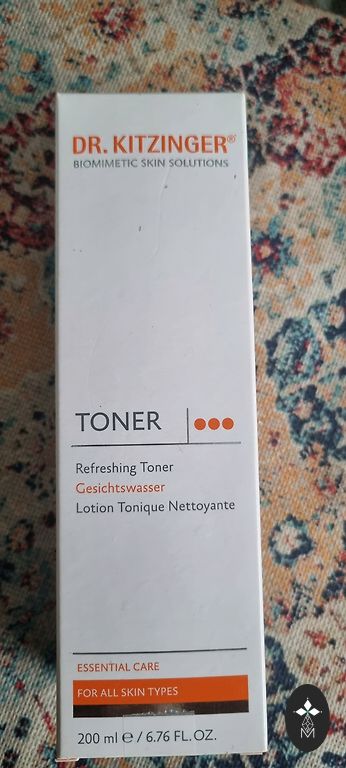 DR. KITZINGER®
BIOMIMETIC SKIN SOLUTIONS
TONER
Refreshing Toner
Gesichtswasser
Lotion Tonique Nettoyante
ESSENTIAL CARE
FOR ALL SKIN TYPES
200 ml ℮ / 6.76 FL. OZ.